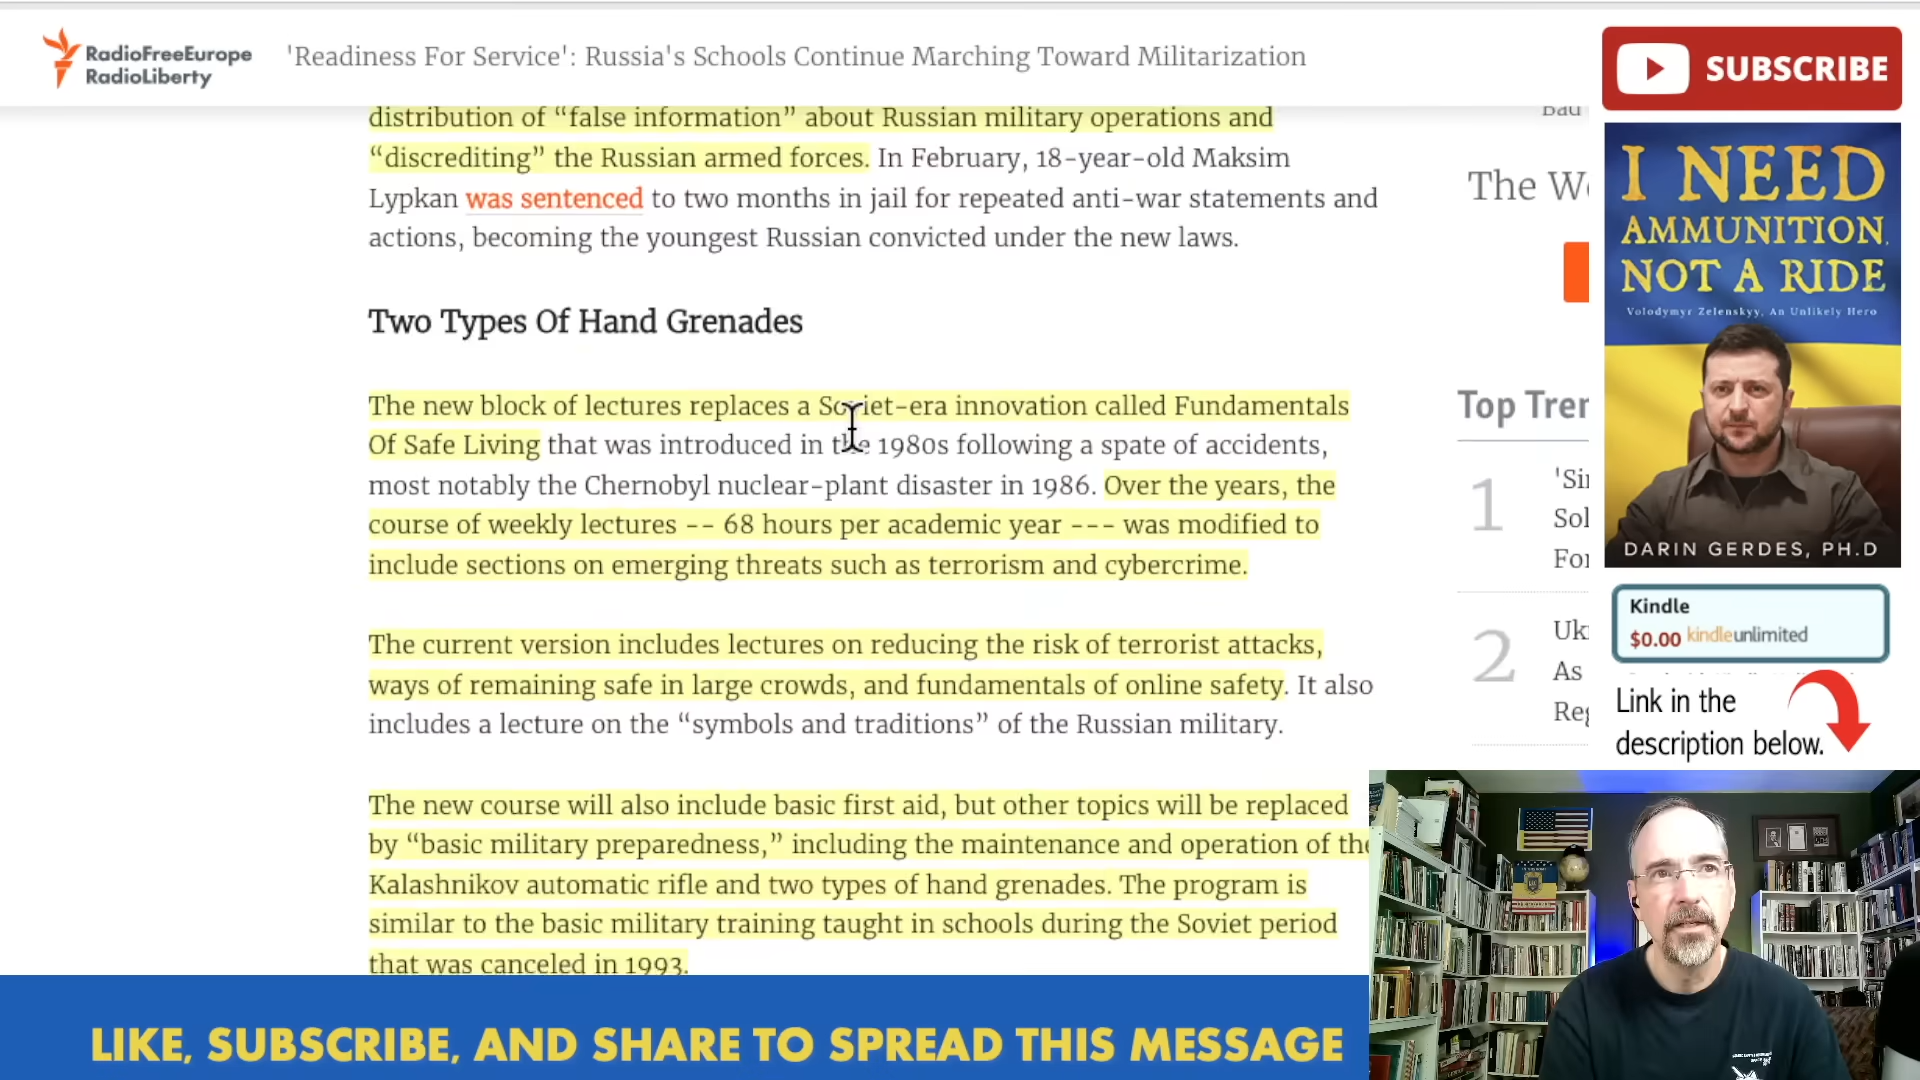 RadioFreeEurope
RadioLiberty
'Readiness For Service': Russia's Schools Continue Marching Toward Militarization
SUBSCRIBE
distribution of “false information” about Russian military operations and
“discrediting” the Russian armed forces. In February, 18-year-old Maksim
Lypkan was sentenced to two months in jail for repeated anti-war statements and
actions, becoming the youngest Russian convicted under the new laws.
Two Types Of Hand Grenades
The new block of lectures replaces a Soviet-era innovation called Fundamentals
Of Safe Living that was introduced in the 1980s following a spate of accidents,
most notably the Chernobyl nuclear-plant disaster in 1986. Over the years, the
course of weekly lectures -- 68 hours per academic year --- was modified to
include sections on emerging threats such as terrorism and cybercrime.
The current version includes lectures on reducing the risk of terrorist attacks,
ways of remaining safe in large crowds, and fundamentals of online safety. It also
includes a lecture on the “symbols and traditions” of the Russian military.
The new course will also include basic first aid, but other topics will be replaced
by “basic military preparedness,” including the maintenance and operation of the
Kalashnikov automatic rifle and two types of hand grenades. The program is
similar to the basic military training taught in schools during the Soviet period
that was canceled in 1993.
Bad
The We
Top Tren
1
'Sin
Sol
For
2
Ukr
As
Reg
I NEED
AMMUNITION,
NOT A RIDE
Volodymyr Zelenskyy, An Unlikely Hero
DARIN GERDES, PH.D
Kindle
$0.00 kindleunlimited
Link in the
description below.
LIKE, SUBSCRIBE, AND SHARE TO SPREAD THIS MESSAGE